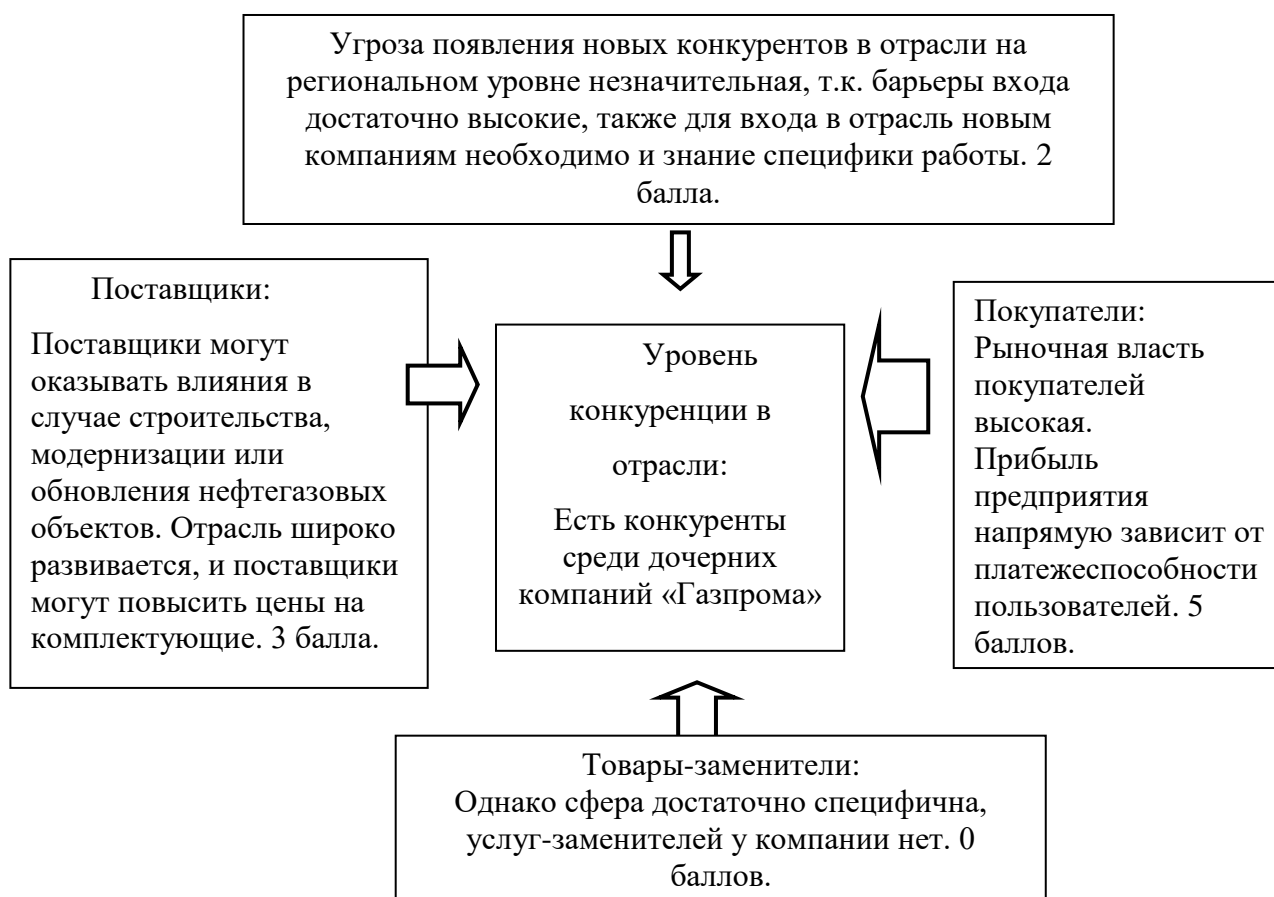 Угроза появления новых конкурентов в отрасли на
региональном уровне незначительная, т.к. барьеры входа
достаточно высокие, также для входа в отрасль новым
компаниям необходимо и знание специфики работы. 2
балла.
Поставщики:
Поставщики могут
оказывать влияния в
случае строительства,
модернизации или
обновления нефтегазовых
объектов. Отрасль широко
развивается, и поставщики
могут повысить цены на
комплектующие. 3 балла.
Уровень
конкуренции в
отрасли:
Есть конкуренты
среди дочерних
компаний «Газпрома»
Покупатели:
Рыночная власть
покупателей
высокая.
Прибыль
предприятия
напрямую зависит от
платежеспособности
пользователей. 5
баллов.
Товары-заменители:
Однако сфера достаточно специфична,
услуг-заменителей у компании нет. 0
баллов.